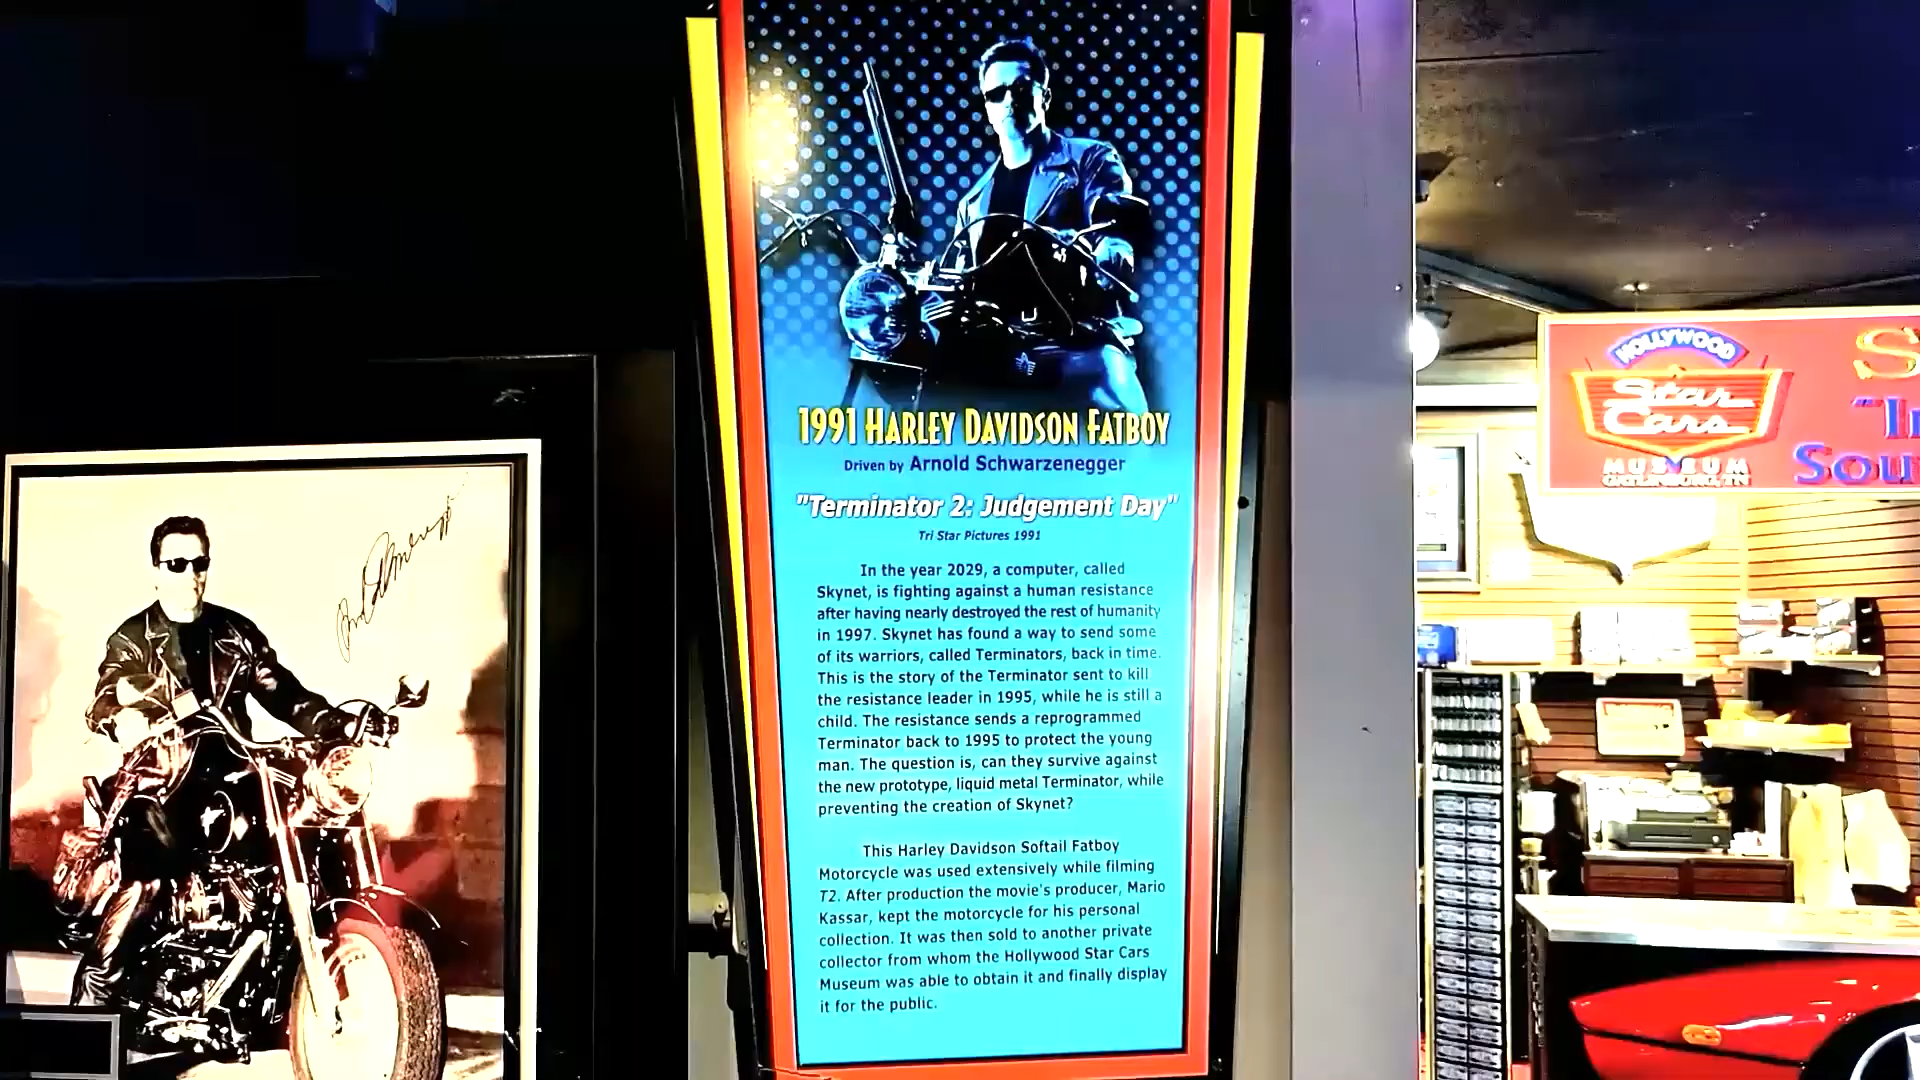 1991 HARLEY DAVIDSON FATBOY
Driven by Arnold Schwarzenegger
"Terminator 2: Judgement Day"
Tri Star Pictures 1991
In the year 2029, a computer, called
Skynet, is fighting against a human resistance
after having nearly destroyed the rest of humanity
in 1997. Skynet has found a way to send some
of its warriors, called Terminators, back in time.
This is the story of the Terminator sent to kill
the resistance leader in 1995, while he is still a
child. The resistance sends a reprogrammed
Terminator back to 1995 to protect the young
man. The question is, can they survive against
the new prototype, liquid metal Terminator, while
preventing the creation of Skynet?
This Harley Davidson Softail Fatboy
Motorcycle was used extensively while filming
T2. After production the movie's producer, Mario
Kassar, kept the motorcycle for his personal
collection. It was then sold to another private
collector from whom the Hollywood Star Cars
Museum was able to obtain it and finally display
it for the public.
HOLLYWOOD
Star
Cars
MUSEUM
GATLINBURG, TN